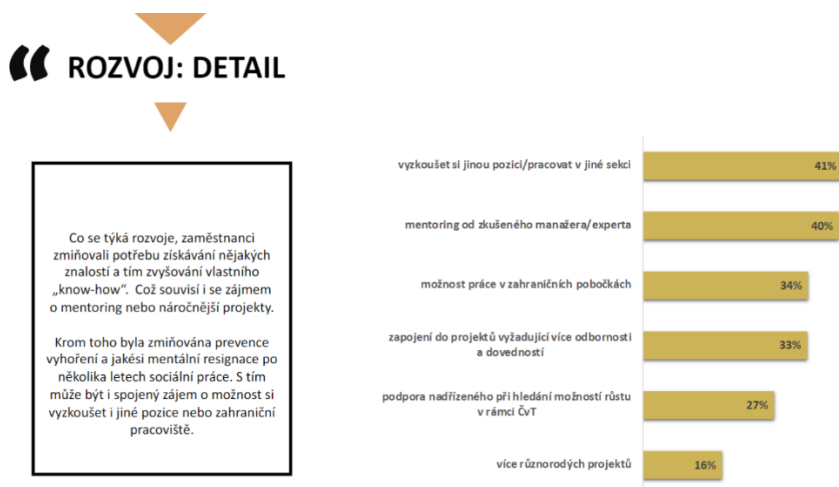 “ ROZVOJ: DETAIL
Co se týká rozvoje, zaměstnanci
zmiňovali potřebu získávání nějakých
znalostí a tím zvyšování vlastního
„know-how“. Což souvisí i se zájmem
o mentoring nebo náročnější projekty.
Krom toho byla zmiňována prevence
vyhoření a jakési mentální resignace po
několika letech sociální práce. S tím
může být i spojený zájem o možnost si
vyzkoušet i jiné pozice nebo zahraniční
pracoviště.
vyzkoušet si jinou pozici/pracovat v jiné sekci 41%
mentoring od zkušeného manažera/experta 40%
možnost práce v zahraničních pobočkách 34%
zapojení do projektů vyžadující více odbornosti
a dovedností 33%
podpora nadřízeného při hledání možností růstu
v rámci ČvT 27%
více různorodých projektů 16%